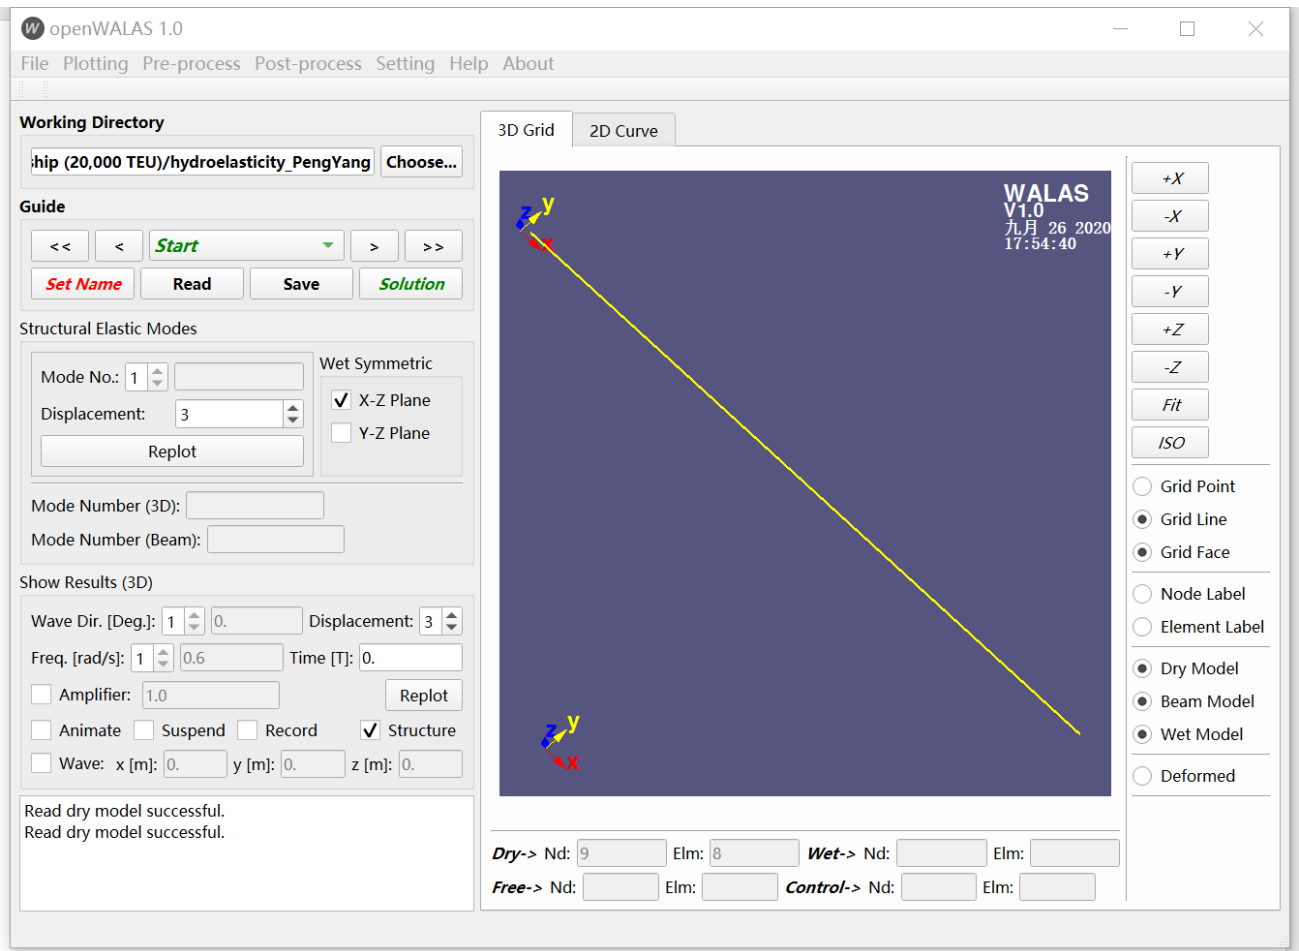 W openWALAS 1.0
File Plotting Pre-process Post-process Setting Help About
Working Directory
ship (20,000 TEU)/hydroelasticity_PengYang Choose...
Guide
<< < Start > >>
Set Name Read Save Solution
Structural Elastic Modes
Mode No.: 1
Displacement: 3
Replot
Wet Symmetric
X-Z Plane
Y-Z Plane
Mode Number (3D):
Mode Number (Beam):
Show Results (3D)
Wave Dir. [Deg.]: 1 0. Displacement: 3
Freq. [rad/s]: 1 0.6 Time [T]: 0.
Amplifier: 1.0 Replot
Animate Suspend Record Structure
Wave: x [m]: 0. y [m]: 0. z [m]: 0.
Read dry model successful.
Read dry model successful.
3D Grid 2D Curve
z y
x
WALAS
V1.0
九月 26 2020
17:54:40
z y
x
+X
-X
+Y
-Y
+Z
-Z
Fit
ISO
Grid Point
Grid Line
Grid Face
Node Label
Element Label
Dry Model
Beam Model
Wet Model
Deformed
Dry-> Nd: 9 Elm: 8 Wet-> Nd: Elm:
Free-> Nd: Elm: Control-> Nd: Elm: